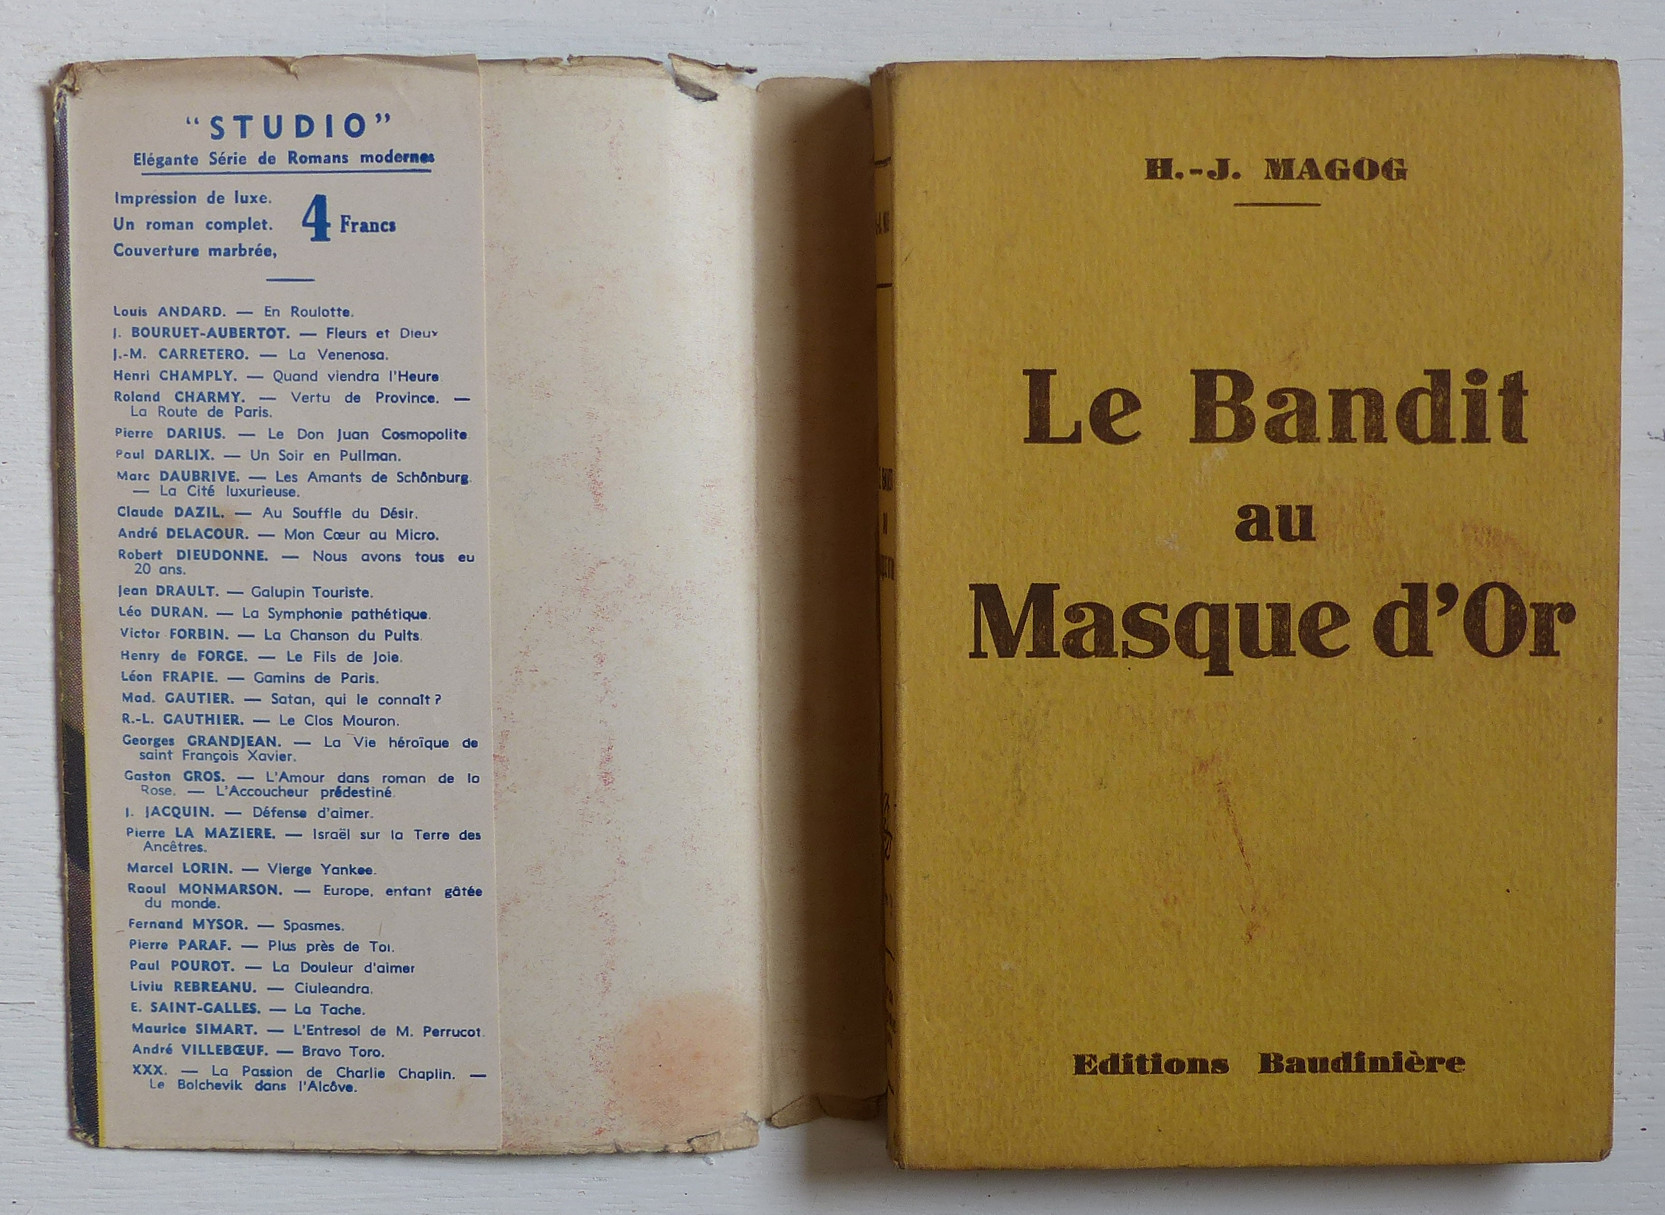 “STUDIO”
Elégante Série de Romans modernes
Impression de luxe.
Un roman complet.
Couverture marbrée,
4 Francs
Louis ANDARD. — En Roulotte.
J. BOURUET-AUBERTOT. — Fleurs et Dieux
J.-M. CARRETERO. — La Venenosa.
Henri CHAMPLY. — Quand viendra l'Heure
Roland CHARMY. — Vertu de Province. —
La Route de Paris.
Pierre DARIUS. — Le Don Juan Cosmopolite
Paul DARLIX. — Un Soir en Pullman.
Marc DAUBRIVE. — Les Amants de Schônburg.
— La Cité luxurieuse.
Claude DAZIL. — Au Souffle du Désir.
André DELACOUR. — Mon Cœur au Micro.
Robert DIEUDONNE. — Nous avons tous eu
20 ans.
Jean DRAULT. — Galupin Touriste.
Léo DURAN. — La Symphonie pathétique.
Victor FORBIN. — La Chanson du Puits.
Henry de FORGE. — Le Fils de Joie.
Léon FRAPIE. — Gamins de Paris.
Mad. GAUTIER. — Satan, qui le connaît ?
R.-L. GAUTHIER. — Le Clos Mouron.
Georges GRANDJEAN. — La Vie héroïque de
saint François Xavier.
Gaston GROS. — L'Amour dans roman de la
Rose. — L'Accoucheur prédestiné.
J. JACQUIN. — Défense d'aimer.
Pierre LA MAZIERE. — Israël sur la Terre des
Ancêtres.
Marcel LORIN. — Vierge Yankee.
Raoul MONMARSON. — Europe, enfant gâtée
du monde.
Fernand MYSOR. — Spasmes.
Pierre PARAF. — Plus près de Toi.
Paul POUROT. — La Douleur d'aimer
Liviu REBREANU. — Ciuleandra.
E. SAINT-GALLES. — La Tache.
Maurice SIMART. — L'Entresol de M. Perrucot.
André VILLEBŒUF. — Bravo Toro.
XXX. — La Passion de Charlie Chaplin. —
Le Bolchevik dans l'Alcôve.
H.-J. MAGOG
Le Bandit
au
Masque d'Or
Editions Baudinière